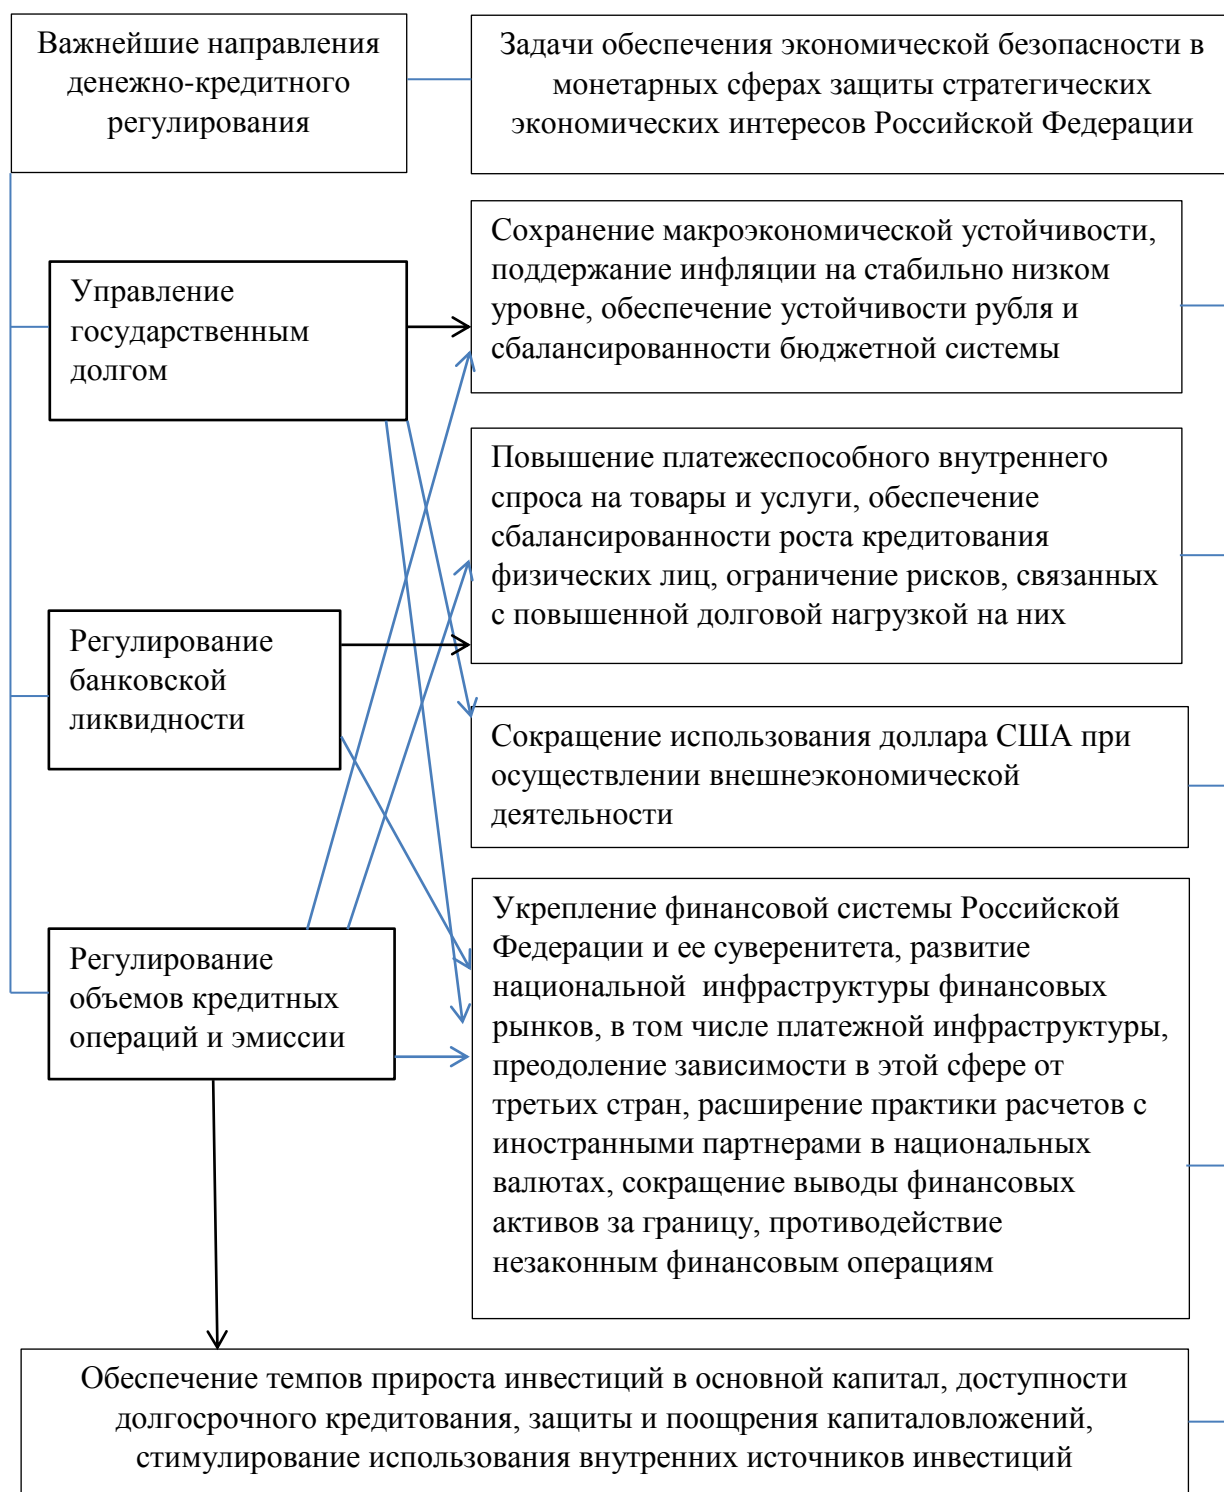 Важнейшие направления
денежно-кредитного
регулирования
Задачи обеспечения экономической безопасности в
монетарных сферах защиты стратегических
экономических интересов Российской Федерации
Управление
государственным
долгом
Сохранение макроэкономической устойчивости,
поддержание инфляции на стабильно низком
уровне, обеспечение устойчивости рубля и
сбалансированности бюджетной системы
Повышение платежеспособного внутреннего
спроса на товары и услуги, обеспечение
сбалансированности роста кредитования
физических лиц, ограничение рисков, связанных
с повышенной долговой нагрузкой на них
Регулирование
банковской
ликвидности
Сокращение использования доллара США при
осуществлении внешнеэкономической
деятельности
Регулирование
объемов кредитных
операций и эмиссии
Укрепление финансовой системы Российской
Федерации и ее суверенитета, развитие
национальной инфраструктуры финансовых
рынков, в том числе платежной инфраструктуры,
преодоление зависимости в этой сфере от
третьих стран, расширение практики расчетов с
иностранными партнерами в национальных
валютах, сокращение выводы финансовых
активов за границу, противодействие
незаконным финансовым операциям
Обеспечение темпов прироста инвестиций в основной капитал, доступности
долгосрочного кредитования, защиты и поощрения капиталовложений,
стимулирование использования внутренних источников инвестиций